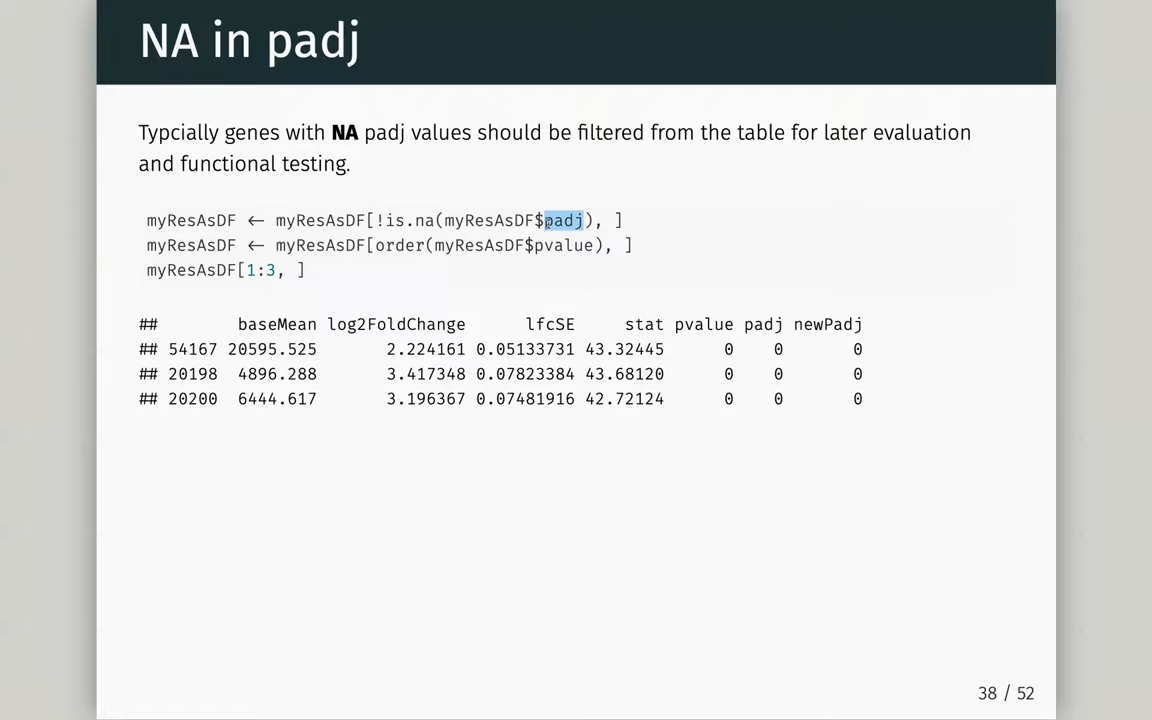 NA in padj
Typcially genes with NA padj values should be filtered from the table for later evaluation
and functional testing.
myResAsDF ← myResAsDF[!is.na(myResAsDF$padj), ]
myResAsDF ← myResAsDF[order(myResAsDF$pvalue), ]
myResAsDF[1:3, ]
## baseMean log2FoldChange lfcSE stat pvalue padj newPadj
## 54167 20595.525 2.224161 0.05133731 43.32445 0 0 0
## 20198 4896.288 3.417348 0.07823384 43.68120 0 0 0
## 20200 6444.617 3.196367 0.07481916 42.72124 0 0 0
38 / 52